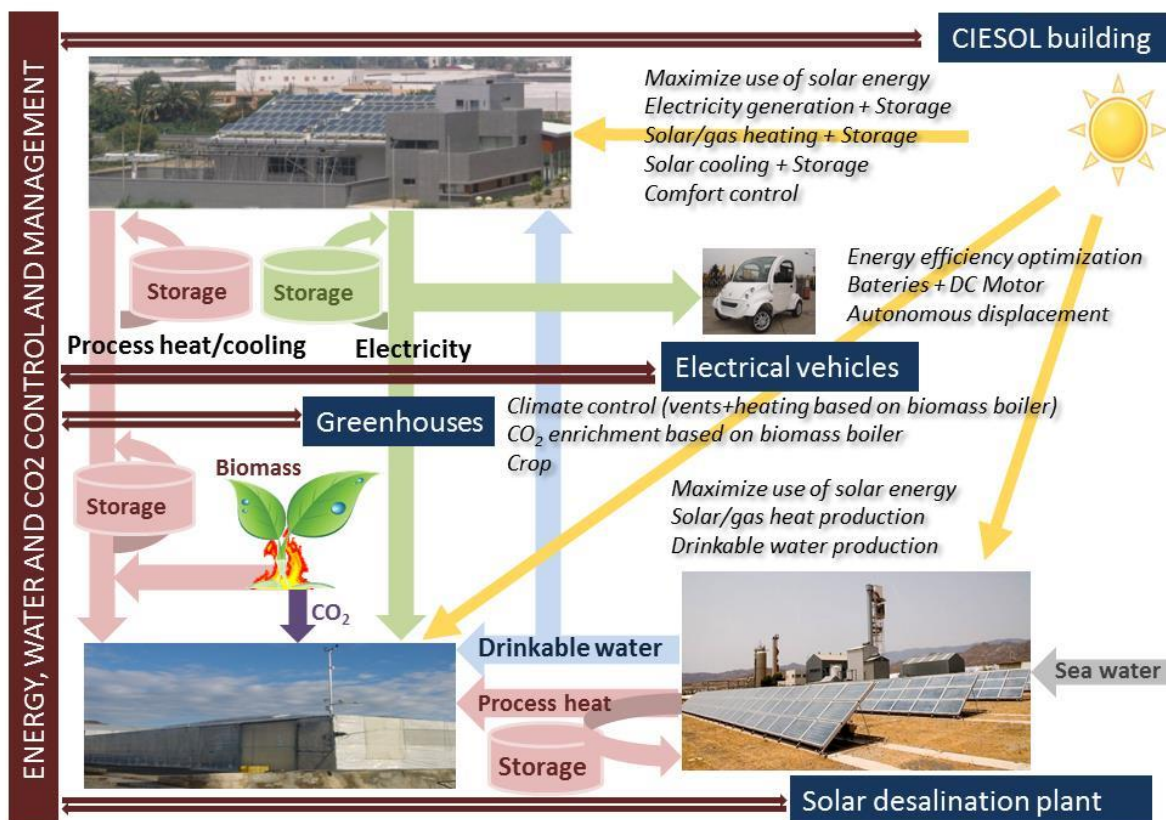 ENERGY, WATER AND CO2 CONTROL AND MANAGEMENT
CIESOL building
Maximize use of solar energy
Electricity generation + Storage
Solar/gas heating + Storage
Solar cooling + Storage
Comfort control
Storage
Storage
Energy efficiency optimization
Bateries + DC Motor
Autonomous displacement
Process heat/cooling
Electricity
Electrical vehicles
Greenhouses
Climate control (vents+heating based on biomass boiler)
CO₂ enrichment based on biomass boiler
Crop
Biomass
Storage
Maximize use of solar energy
Solar/gas heat production
Drinkable water production
CO₂
Drinkable water
Sea water
Process heat
Storage
Solar desalination plant